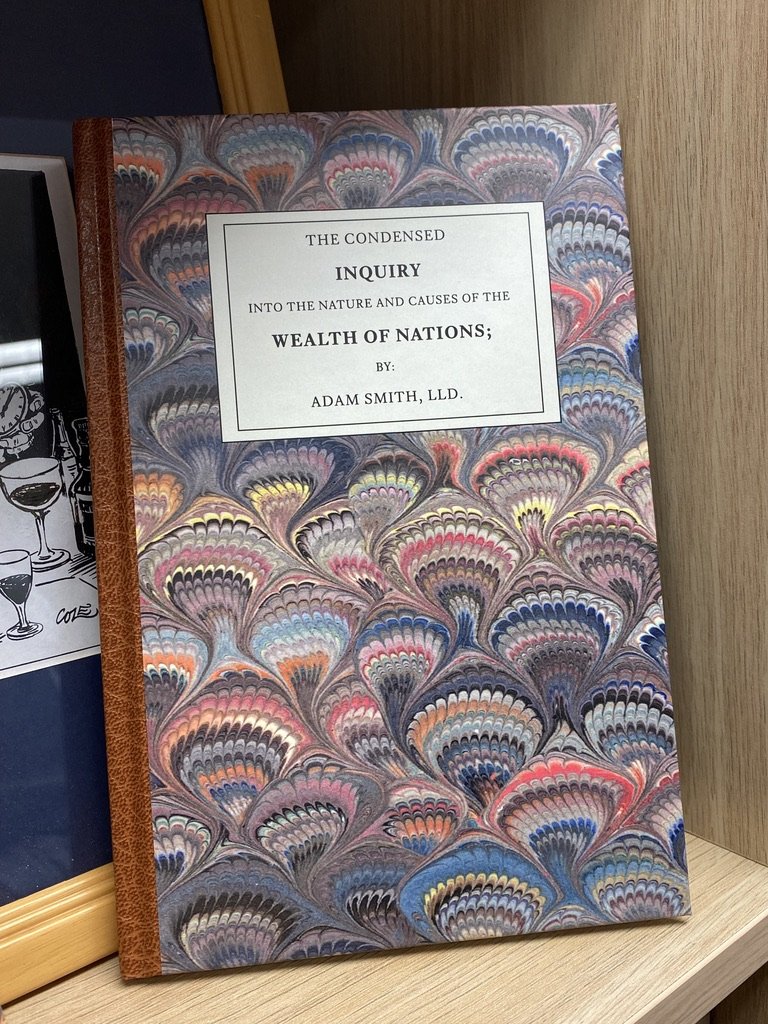 THE CONDENSED
INQUIRY
INTO THE NATURE AND CAUSES OF THE
WEALTH OF NATIONS;
BY:
ADAM SMITH, LLD.
COLE